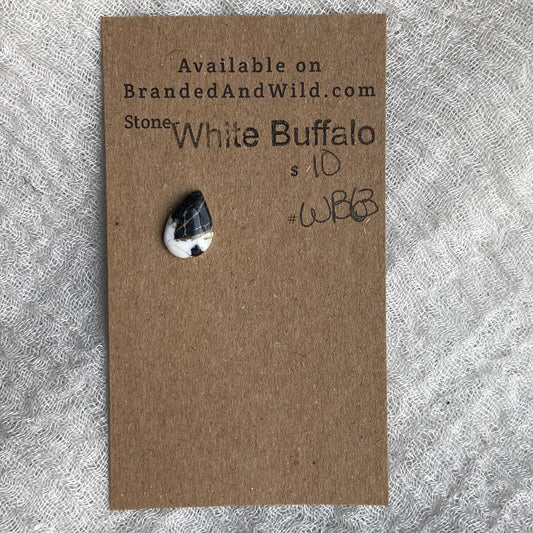 Available on
BrandedAndWild.com
Stone- White Buffalo
$ 10
# WB63